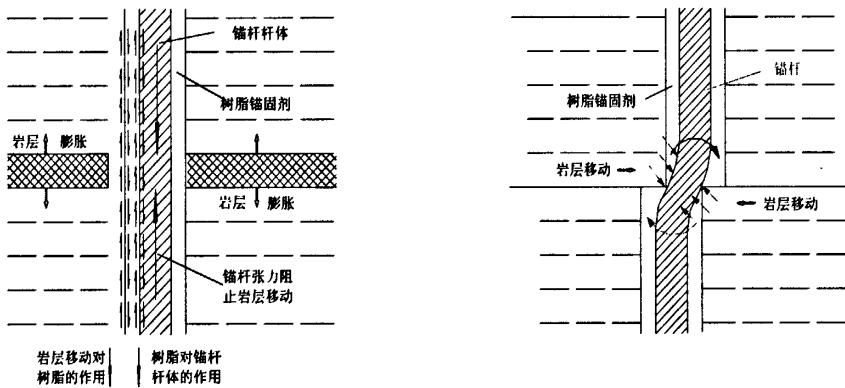 锚杆杆体
树脂锚固剂
岩层 膨胀
岩层 膨胀
锚杆张力阻
止岩层移动
岩层移动对
树脂的作用
树脂对锚杆
杆体的作用
锚杆
树脂锚固剂
岩层移动
岩层移动